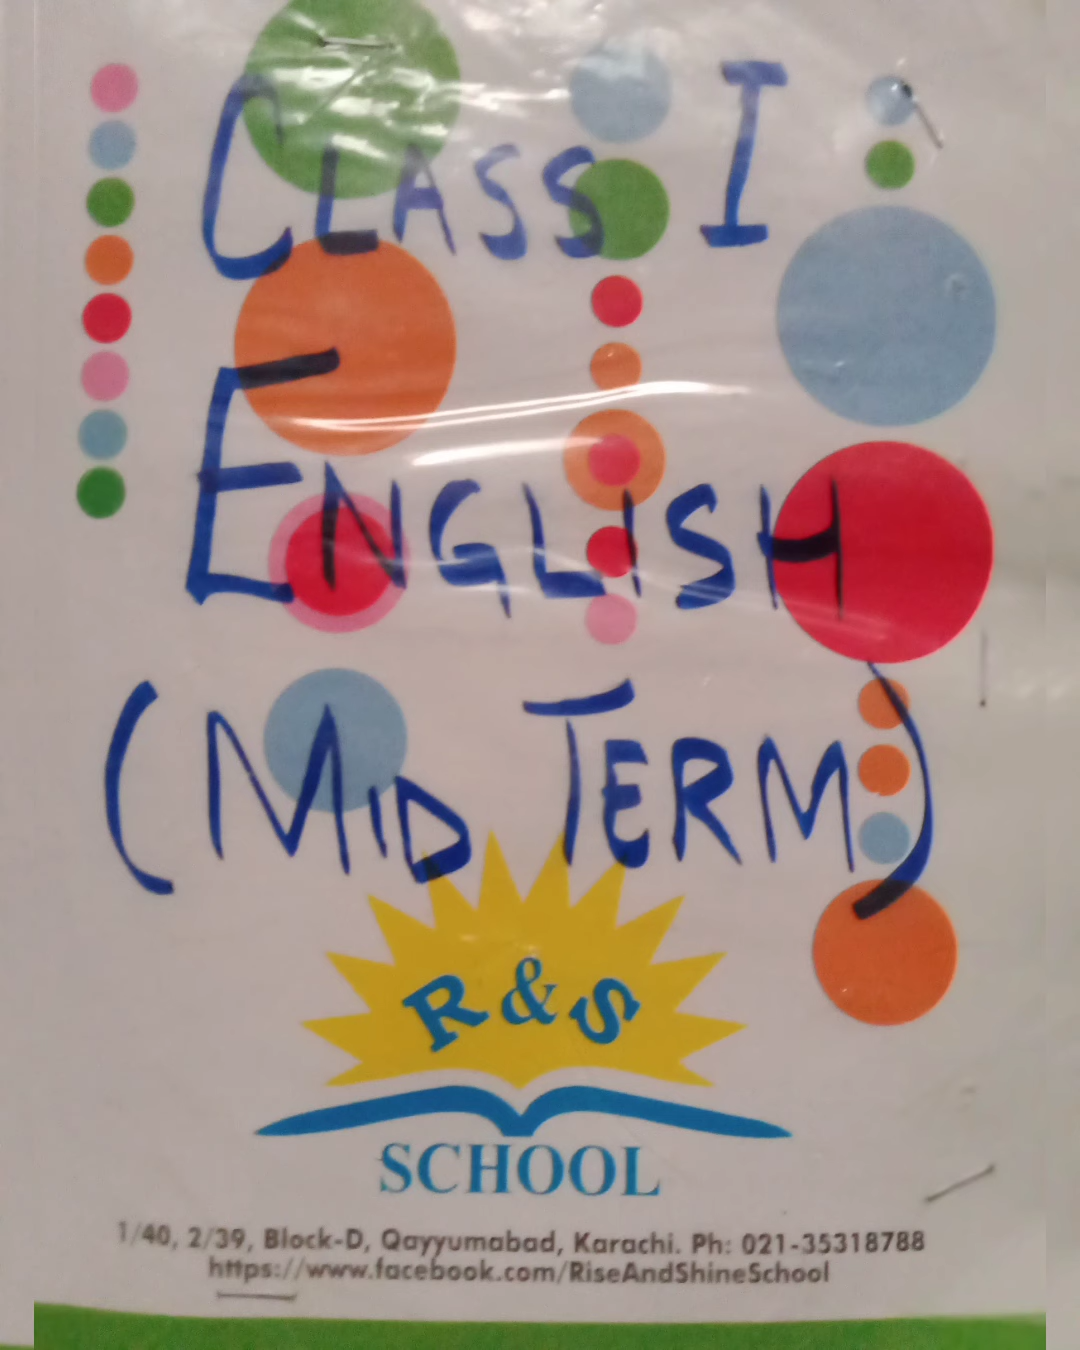 CLASS I
ENGLISH
(MID TERM)
R & S
SCHOOL
1/40, 2/39, Block-D, Qayyumabad, Karachi. Ph: 021-35318788
https://www.facebook.com/RiseAndShineSchool